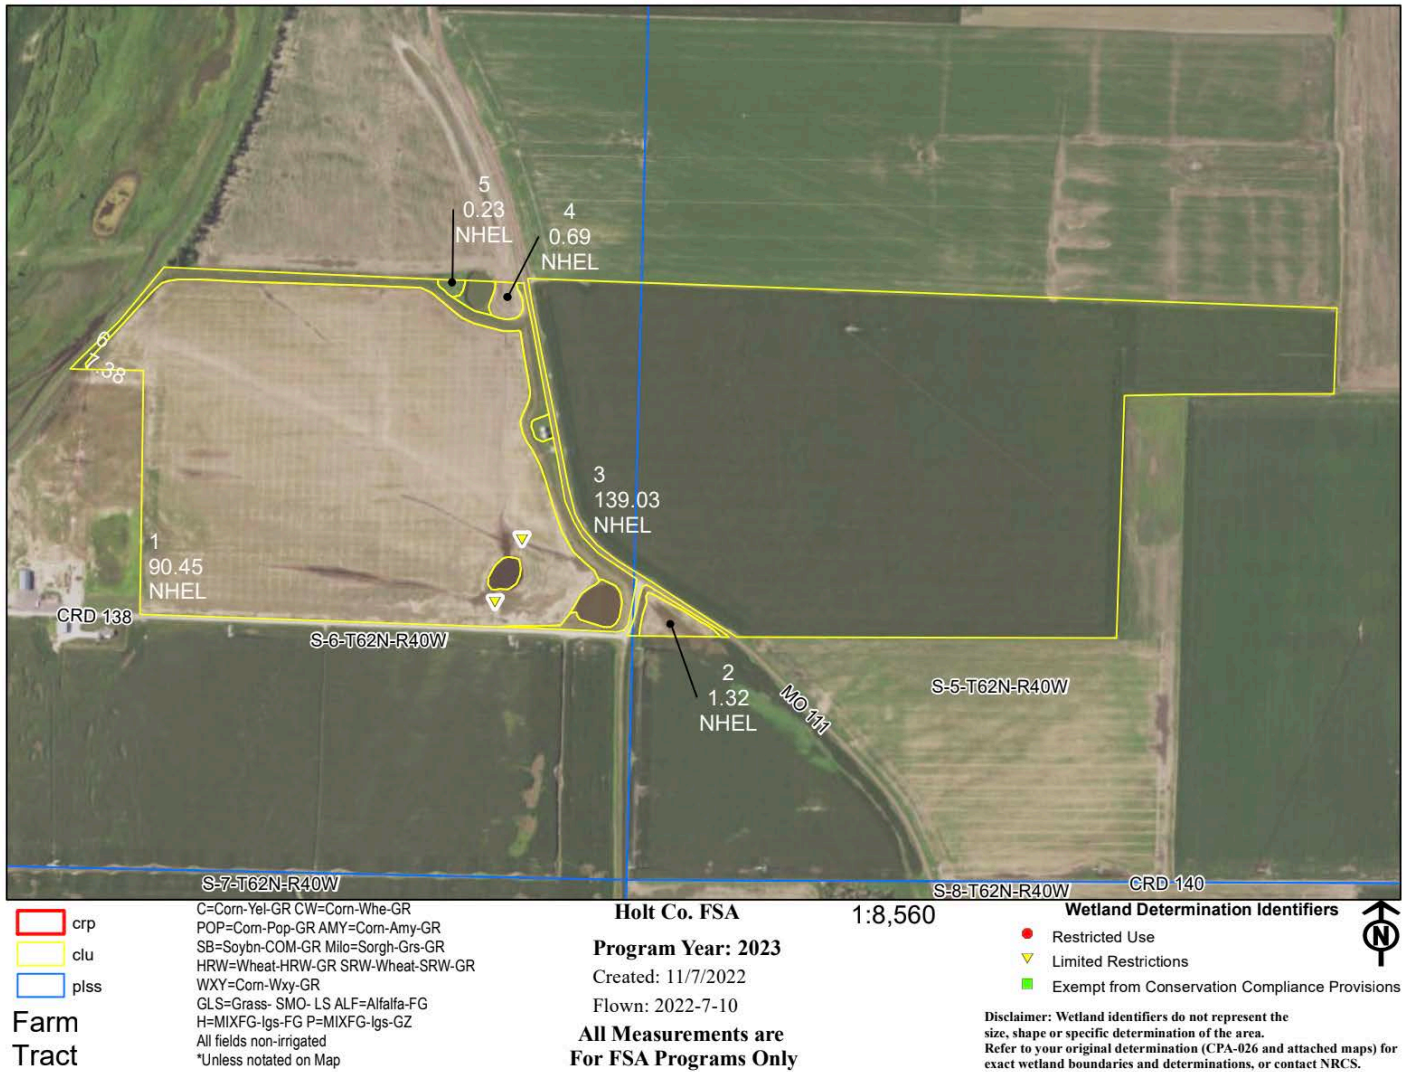 5
0.23
NHEL
4
0.69
NHEL
6
7.38
3
139.03
NHEL
1
90.45
NHEL
CRD 138
S-6-T62N-R40W
2
1.32
NHEL
MO 111
S-5-T62N-R40W
S-7-T62N-R40W
S-8-T62N-R40W
CRD 140
crp
clu
plss
Farm
Tract
C=Corn-Yel-GR CW=Corn-Whe-GR
POP=Corn-Pop-GR AMY=Corn-Amy-GR
SB=Soybn-COM-GR Milo=Sorgh-Grs-GR
HRW=Wheat-HRW-GR SRW-Wheat-SRW-GR
WXY=Corn-Wxy-GR
GLS=Grass- SMO- LS ALF=Alfalfa-FG
H=MIXFG-Igs-FG P=MIXFG-Igs-GZ
All fields non-irrigated
*Unless notated on Map
Holt Co. FSA
Program Year: 2023
Created: 11/7/2022
Flown: 2022-7-10
All Measurements are
For FSA Programs Only
1:8,560
Wetland Determination Identifiers
Restricted Use
Limited Restrictions
Exempt from Conservation Compliance Provisions
N
Disclaimer: Wetland identifiers do not represent the
size, shape or specific determination of the area.
Refer to your original determination (CPA-026 and attached maps) for
exact wetland boundaries and determinations, or contact NRCS.